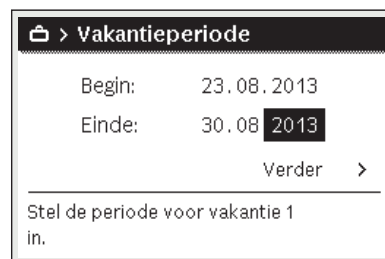 > Vakantieperiode
Begin: 23.08.2013
Einde: 30.08 2013
Verder >
Stel de periode voor vakantie 1
in.